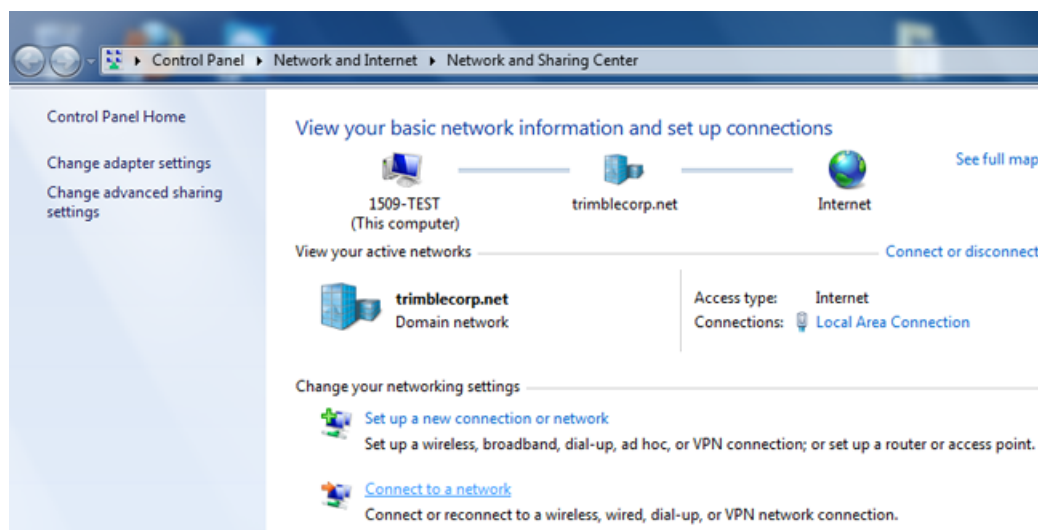 Control Panel ▸ Network and Internet ▸ Network and Sharing Center
Control Panel Home
Change adapter settings
Change advanced sharing
settings
View your basic network information and set up connections
See full map
1509-TEST
(This computer)
trimblecorp.net
Internet
View your active networks
Connect or disconnect
trimblecorp.net
Domain network
Access type: Internet
Connections: Local Area Connection
Change your networking settings
Set up a new connection or network
Set up a wireless, broadband, dial-up, ad hoc, or VPN connection; or set up a router or access point.
Connect to a network
Connect or reconnect to a wireless, wired, dial-up, or VPN network connection.